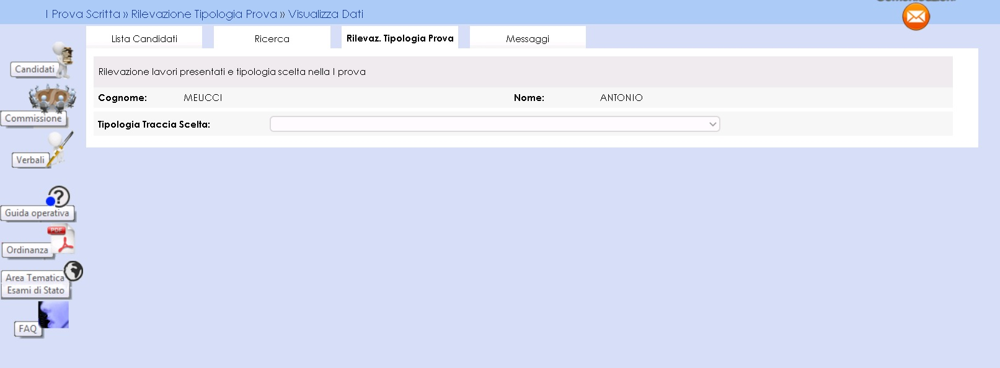 I Prova Scritta » Rilevazione Tipologia Prova » Visualizza Dati
Lista Candidati
Ricerca
Rilevaz. Tipologia Prova
Messaggi
Candidati
Commissione
Verbali
Guida operativa
PDF
Ordinanza
Area Tematica
Esami di Stato
FAQ
Rilevazione lavori presentati e tipologia scelta nella I prova
Cognome: MEUCCI Nome: ANTONIO
Tipologia Traccia Scelta: